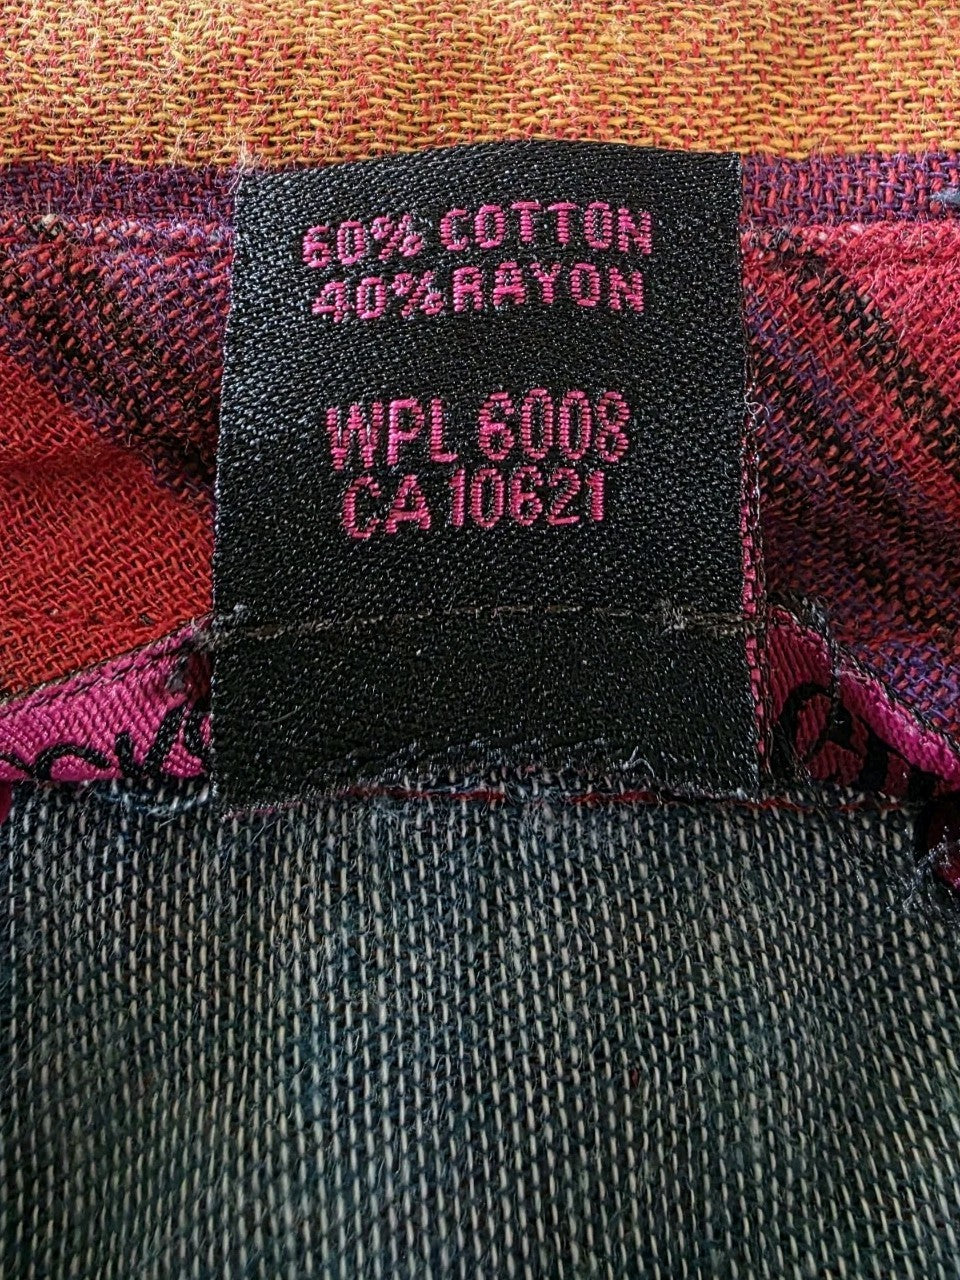 60% COTTON
40% RAYON
WPL 6008
CA 10621